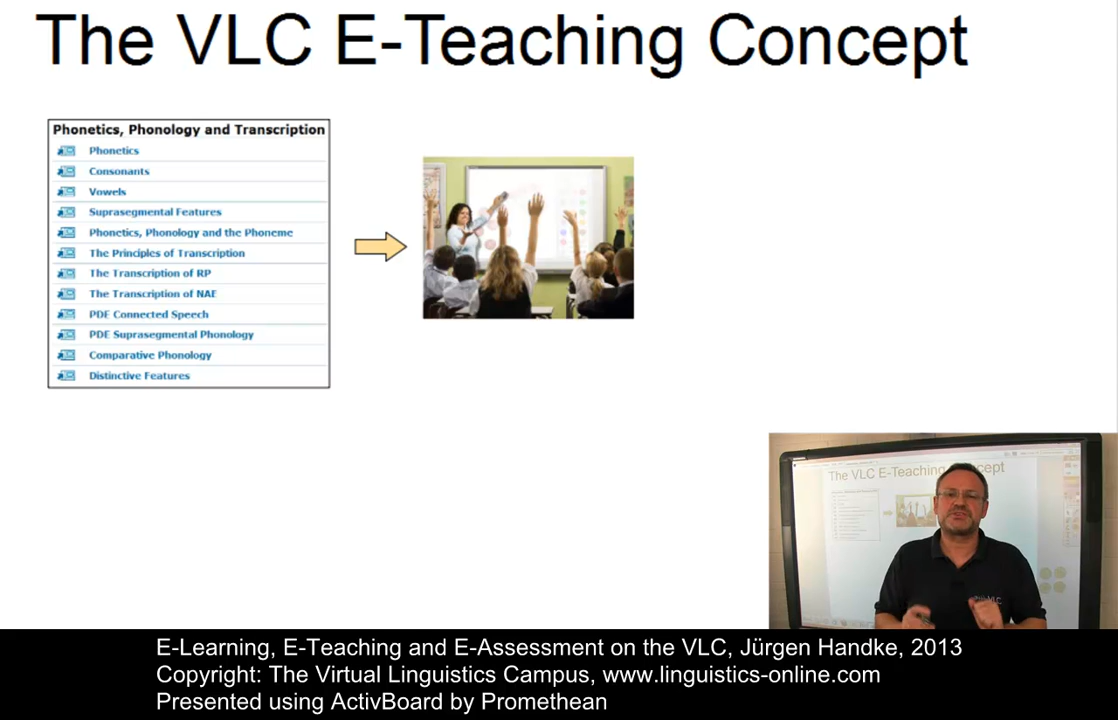 The VLC E-Teaching Concept
Phonetics, Phonology and Transcription
Phonetics
Consonants
Vowels
Suprasegmental Features
Phonetics, Phonology and the Phoneme
The Principles of Transcription
The Transcription of RP
The Transcription of NAE
PDE Connected Speech
PDE Suprasegmental Phonology
Comparative Phonology
Distinctive Features
The VLC E-Teaching Concept
VLC
E-Learning, E-Teaching and E-Assessment on the VLC, Jürgen Handke, 2013
Copyright: The Virtual Linguistics Campus, www.linguistics-online.com
Presented using ActivBoard by Promethean